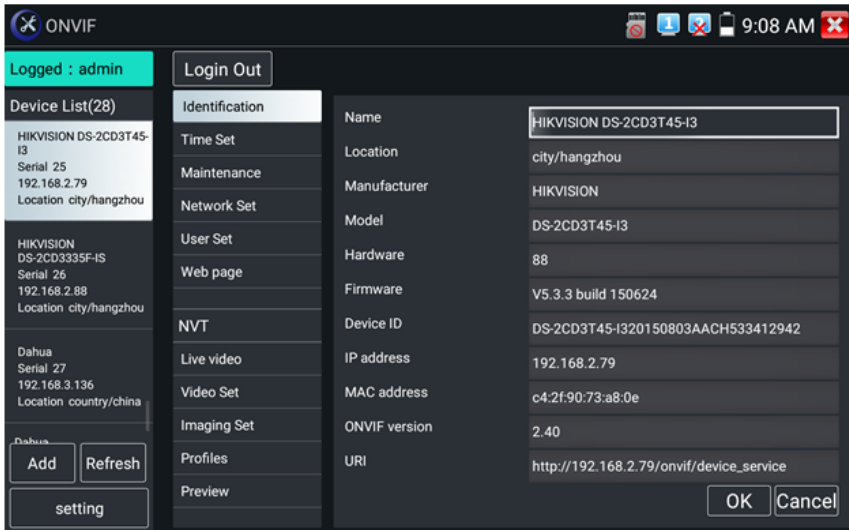 ONVIF
1
9:08 AM
Logged : admin
Login Out
Device List(28)
HIKVISION DS-2CD3T45-
I3
Serial 25
192.168.2.79
Location city/hangzhou
HIKVISION
DS-2CD3335F-IS
Serial 26
192.168.2.88
Location city/hangzhou
Dahua
Serial 27
192.168.3.136
Location country/china
Dahua
Add
Refresh
setting
Identification
Time Set
Maintenance
Network Set
User Set
Web page
NVT
Live video
Video Set
Imaging Set
Profiles
Preview
Name HIKVISION DS-2CD3T45-I3
Location city/hangzhou
Manufacturer HIKVISION
Model DS-2CD3T45-I3
Hardware 88
Firmware V5.3.3 build 150624
Device ID DS-2CD3T45-I320150803AACH533412942
IP address 192.168.2.79
MAC address c4:2f:90:73:a8:0e
ONVIF version 2.40
URI http://192.168.2.79/onvif/device_service
OK Cancel